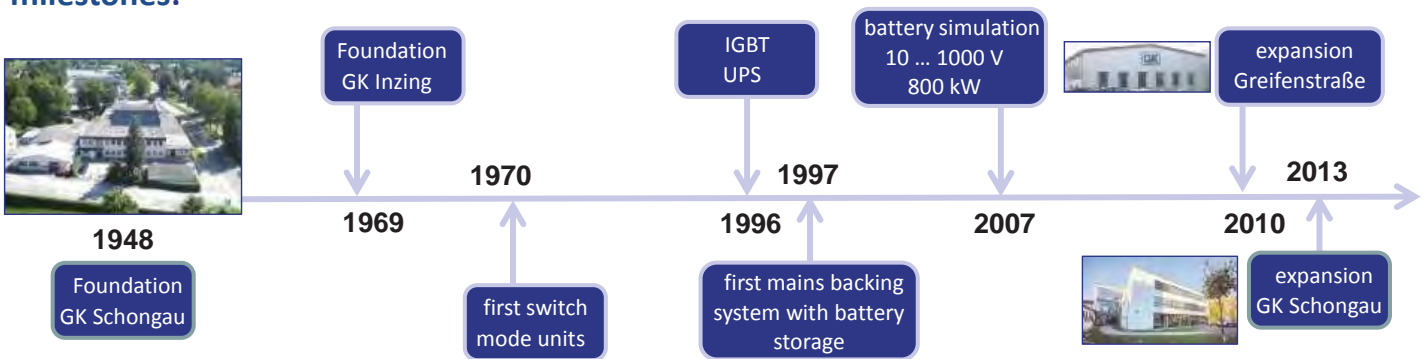 milestones:
Foundation
GK Inzing
IGBT
UPS
battery simulation
10 ... 1000 V
800 kW
GK
expansion
Greifenstraße
1970
1997
2013
1948
1969
1996
2007
2010
Foundation
GK Schongau
first switch
mode units
first mains backing
system with battery
storage
expansion
GK Schongau